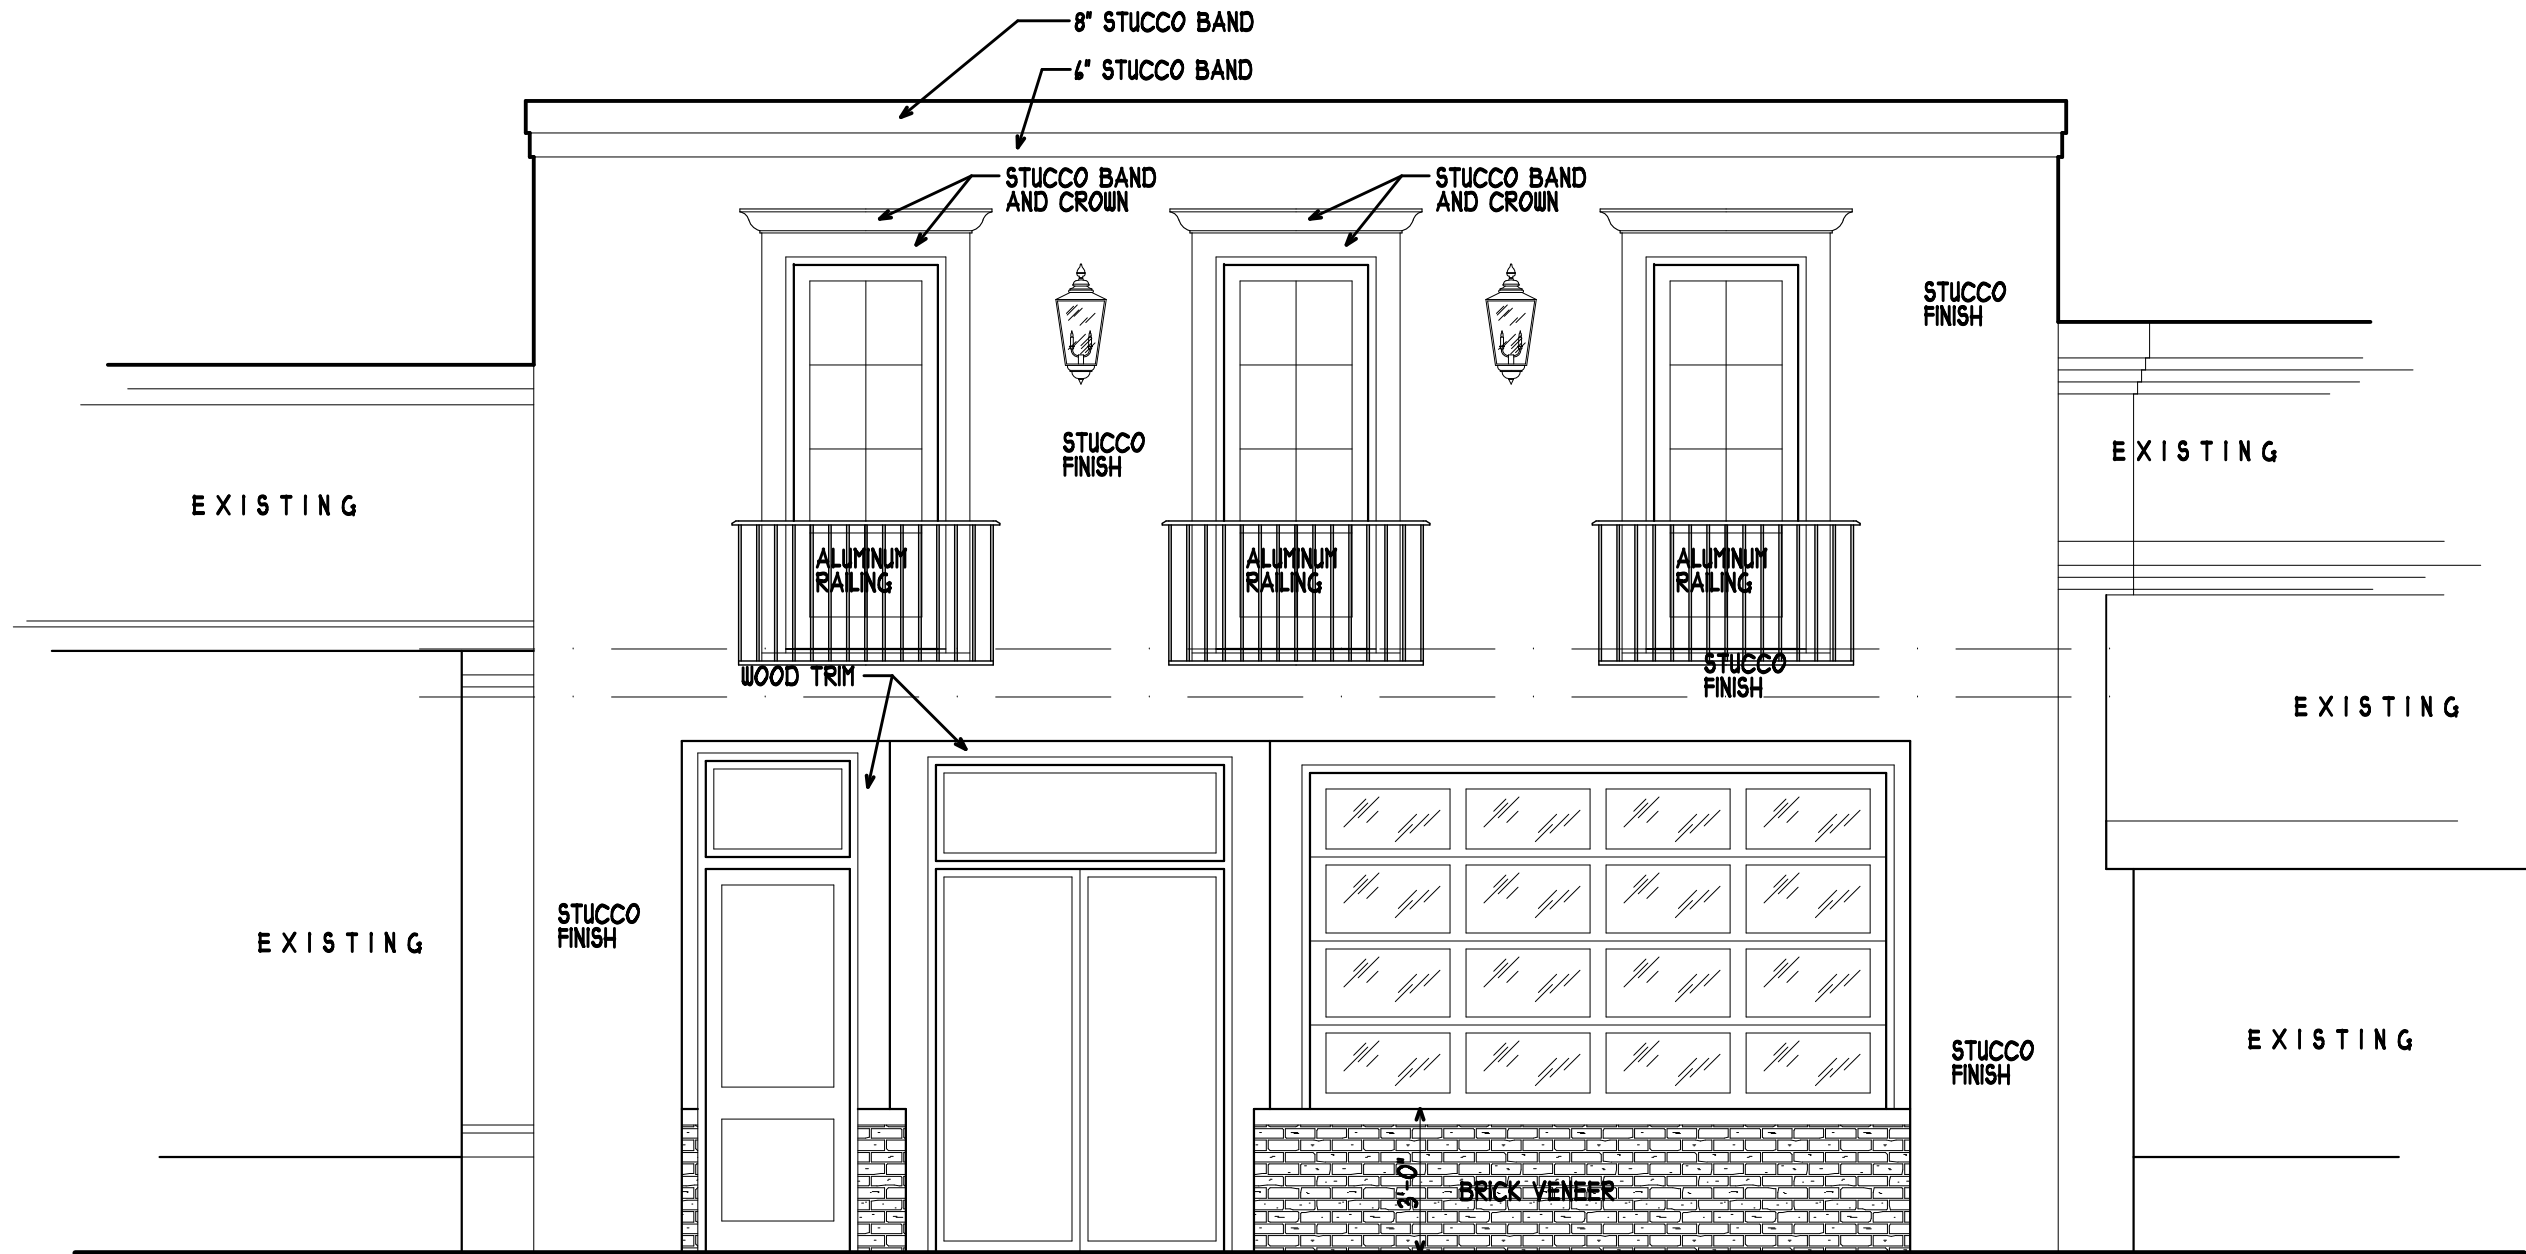 8" STUCCO BAND
6" STUCCO BAND
STUCCO BAND
AND CROWN
STUCCO BAND
AND CROWN
STUCCO
FINISH
STUCCO
FINISH
EXISTING
EXISTING
ALUMINUM
RAILING
ALUMINUM
RAILING
ALUMINUM
RAILING
WOOD TRIM
STUCCO
FINISH
EXISTING
STUCCO
FINISH
EXISTING
STUCCO
FINISH
EXISTING
3'-0"
BRICK VENEER